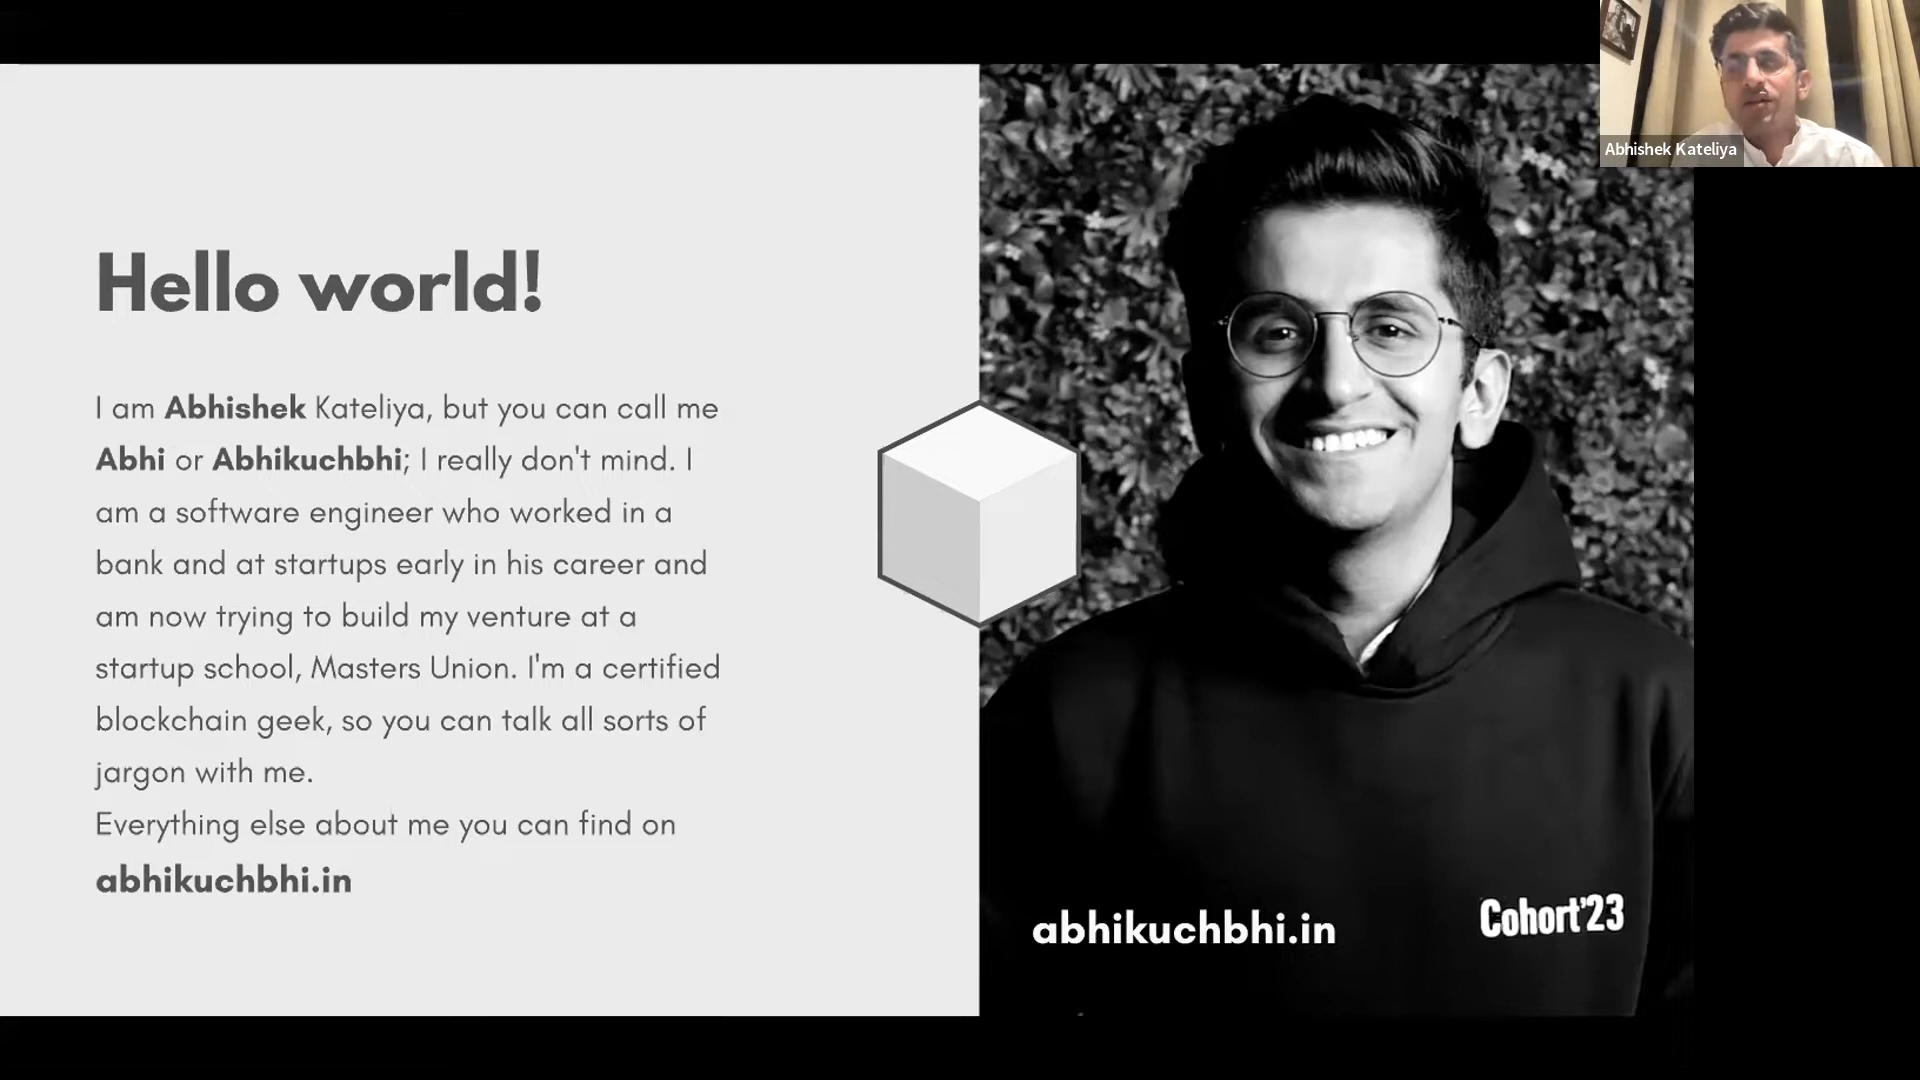 Abhishek Kateliya
Hello world!
I am Abhishek Kateliya, but you can call me
Abhi or Abhikuchbhi; I really don't mind. I
am a software engineer who worked in a
bank and at startups early in his career and
am now trying to build my venture at a
startup school, Masters Union. I'm a certified
blockchain geek, so you can talk all sorts of
jargon with me.
Everything else about me you can find on
abhikuchbhi.in
abhikuchbhi.in
Cohort'23